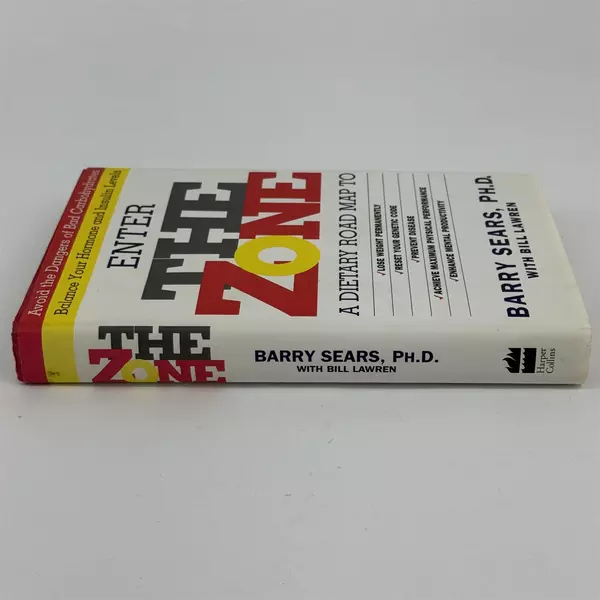 Avoid the Dangers of Bad Carbohydrates
Balance Your Hormone and Insulin Levels
ENTER
THE
ZONE
A DIETARY ROAD MAP TO
✓LOSE WEIGHT PERMANENTLY
✓RESET YOUR GENETIC CODE
✓PREVENT DISEASE
✓ACHIEVE MAXIMUM PHYSICAL PERFORMANCE
✓ENHANCE MENTAL PRODUCTIVITY
BARRY SEARS, PH.D.
WITH BILL LAWREN
THE
ZONE
BARRY SEARS, PH.D.
WITH BILL LAWREN
Harper
Collins